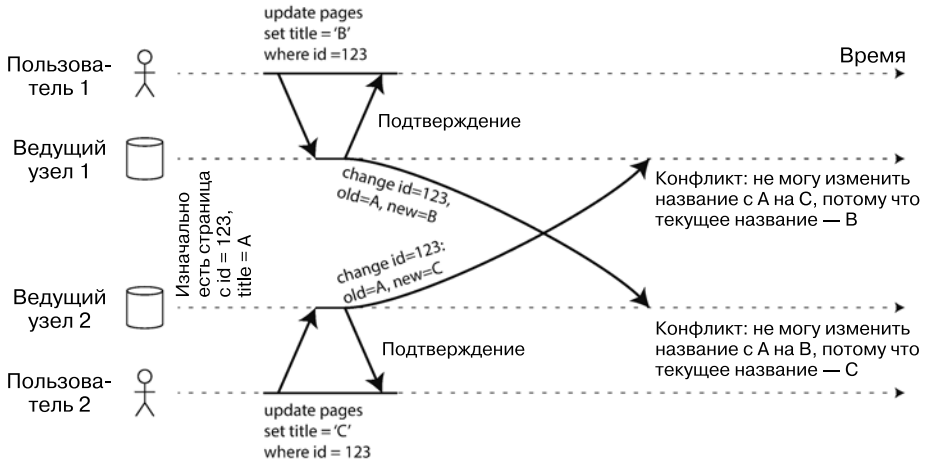 update pages
set title = 'B'
where id =123
Время
Пользова-
тель 1
Подтверждение
Ведущий
узел 1
change id=123,
old=A, new=B
Конфликт: не могу изменить
название с A на C, потому что
текущее название — B
Изначально
есть страница
с id = 123,
title = A
change id=123:
old=A, new=C
Ведущий
узел 2
Конфликт: не могу изменить
название с A на B, потому что
текущее название — C
Подтверждение
Пользова-
тель 2
update pages
set title = 'C'
where id = 123